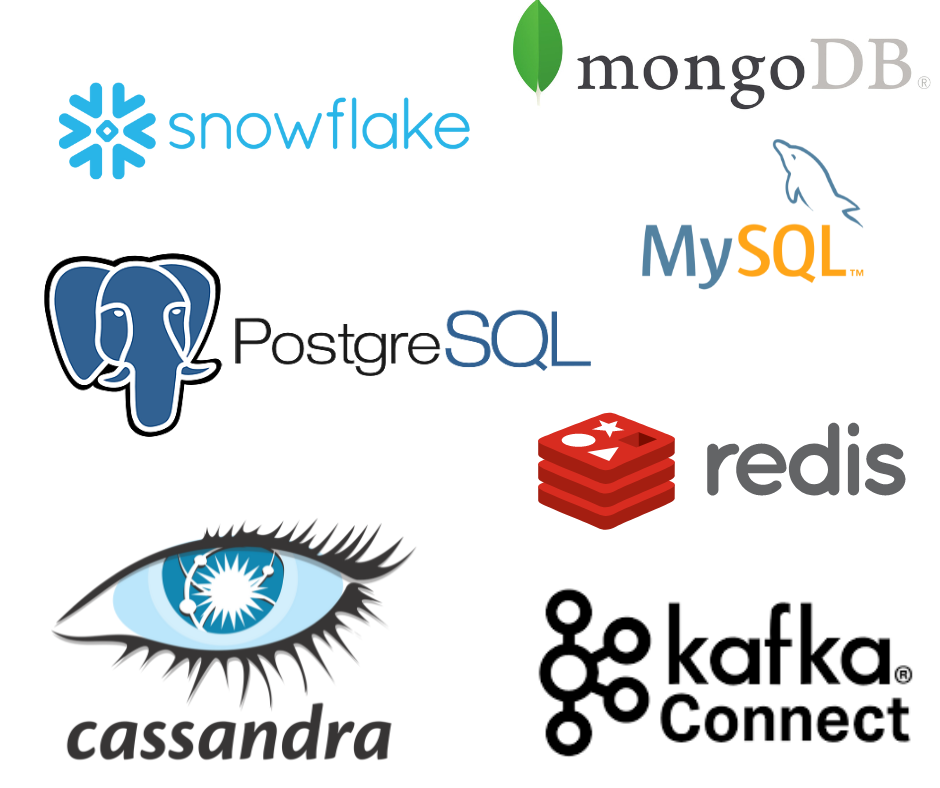 mongoDB®
snowflake
MySQL™
PostgreSQL
redis
kafka®
Connect
cassandra